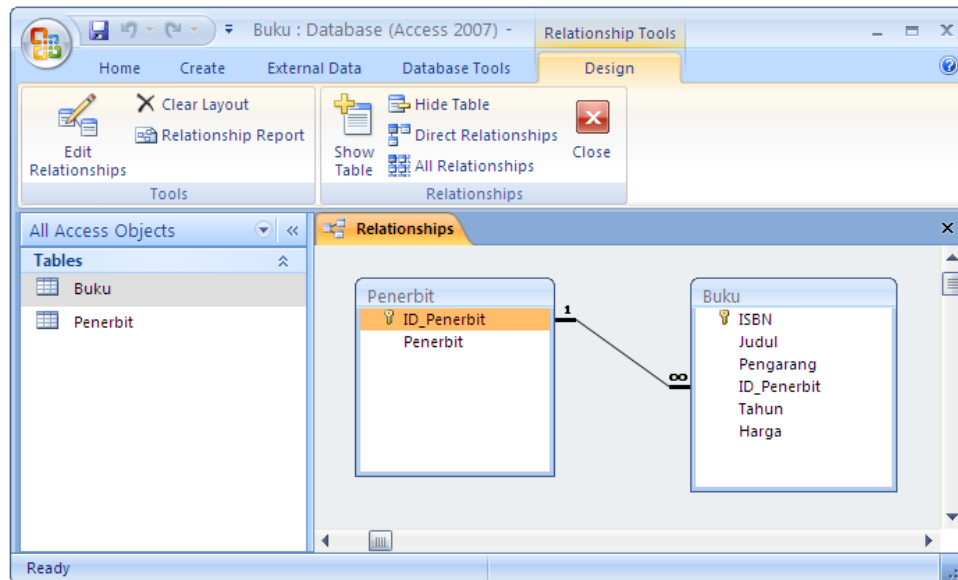 Buku : Database (Access 2007) -
Relationship Tools
Home Create External Data Database Tools Design
Edit Relationships
Clear Layout
Relationship Report
Tools
Show Table
Hide Table
Direct Relationships
All Relationships
Close
Relationships
All Access Objects
Tables
Buku
Penerbit
Relationships
Penerbit
ID_Penerbit
Penerbit
1
∞
Buku
ISBN
Judul
Pengarang
ID_Penerbit
Tahun
Harga
Ready